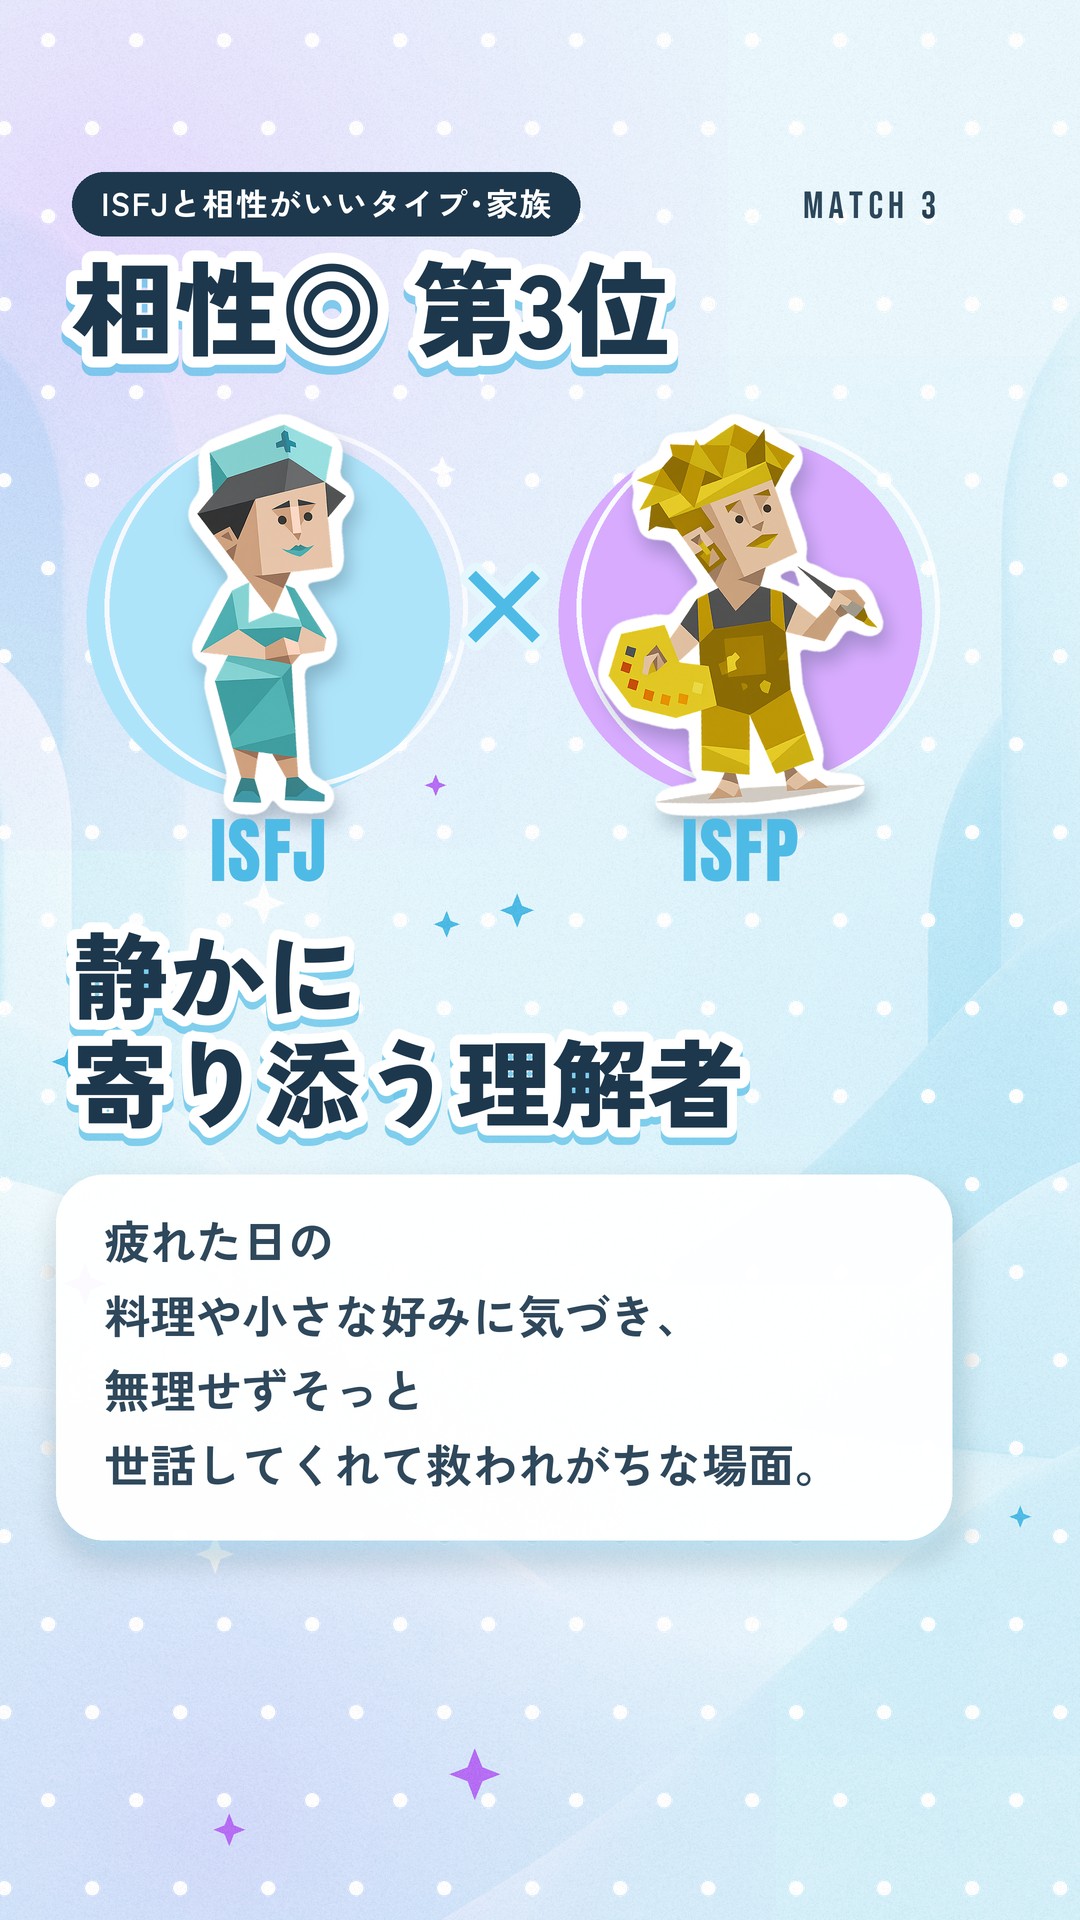 ISFJと相性がいいタイプ・家族
MATCH 3
相性◎ 第3位
ISFJ
ISFP
静かに
寄り添う理解者
疲れた日の
料理や小さな好みに気づき、
無理せずそっと
世話してくれて救われがちな場面。